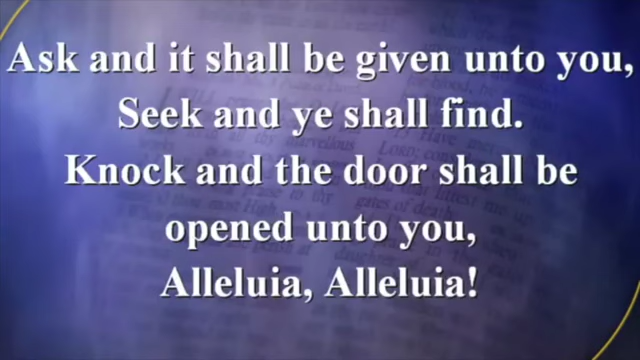 Ask and it shall be given unto you,
Seek and ye shall find.
Knock and the door shall be
opened unto you,
Alleluia, Alleluia!